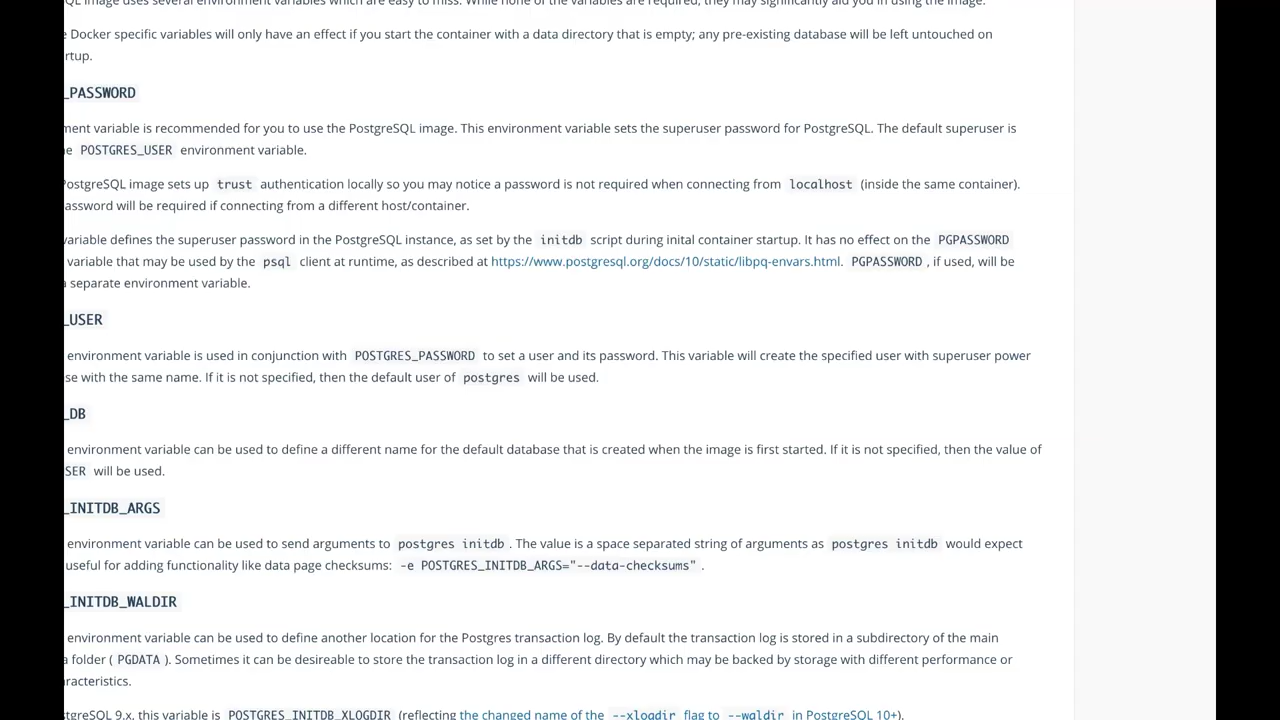 QL image uses several environment variables which are easy to miss. While none of the variables are required, they may significantly aid you in using the image.
e Docker specific variables will only have an effect if you start the container with a data directory that is empty; any pre-existing database will be left untouched on
rtup.
_PASSWORD
ment variable is recommended for you to use the PostgreSQL image. This environment variable sets the superuser password for PostgreSQL. The default superuser is
e POSTGRES_USER environment variable.
PostgreSQL image sets up trust authentication locally so you may notice a password is not required when connecting from localhost (inside the same container).
assword will be required if connecting from a different host/container.
variable defines the superuser password in the PostgreSQL instance, as set by the initdb script during inital container startup. It has no effect on the PGPASSWORD
variable that may be used by the psql client at runtime, as described at https://www.postgresql.org/docs/10/static/libpq-envars.html. PGPASSWORD , if used, will be
a separate environment variable.
_USER
environment variable is used in conjunction with POSTGRES_PASSWORD to set a user and its password. This variable will create the specified user with superuser power
se with the same name. If it is not specified, then the default user of postgres will be used.
_DB
environment variable can be used to define a different name for the default database that is created when the image is first started. If it is not specified, then the value of
SER will be used.
_INITDB_ARGS
environment variable can be used to send arguments to postgres initdb . The value is a space separated string of arguments as postgres initdb would expect
useful for adding functionality like data page checksums: -e POSTGRES_INITDB_ARGS="--data-checksums" .
_INITDB_WALDIR
environment variable can be used to define another location for the Postgres transaction log. By default the transaction log is stored in a subdirectory of the main
a folder ( PGDATA ). Sometimes it can be desireable to store the transaction log in a different directory which may be backed by storage with different performance or
aracteristics.
stgreSQL 9.x, this variable is POSTGRES_INITDB_XLOGDIR (reflecting the changed name of the --xlogdir flag to --waldir in PostgreSQL 10+).